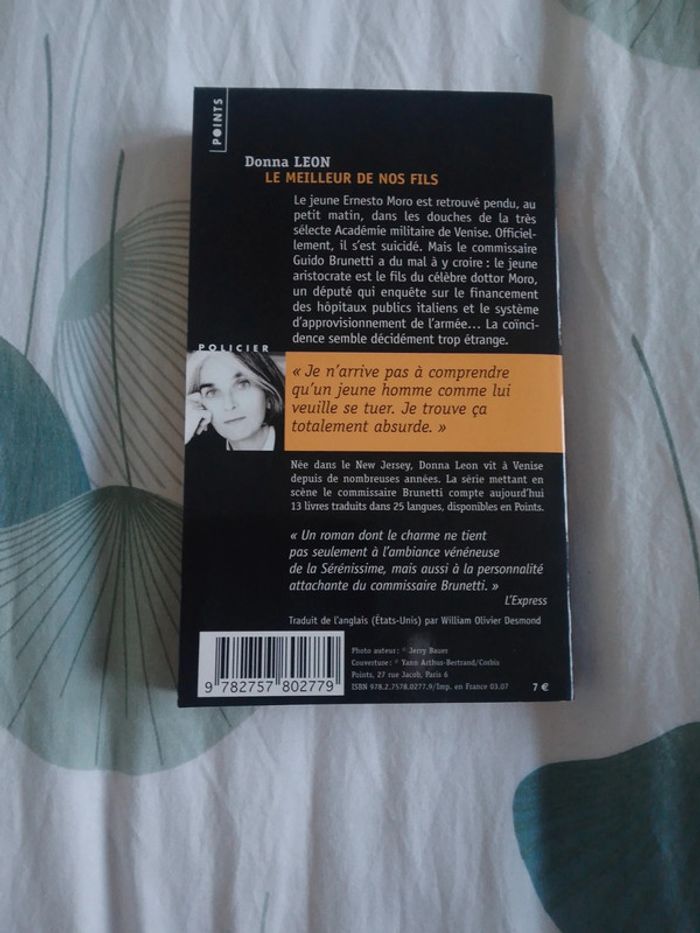 POINTS
Donna LEON
LE MEILLEUR DE NOS FILS
Le jeune Ernesto Moro est retrouvé pendu, au
petit matin, dans les douches de la très
sélecte Académie militaire de Venise. Officiel-
lement, il s'est suicidé. Mais le commissaire
Guido Brunetti a du mal à y croire : le jeune
aristocrate est le fils du célèbre dottor Moro,
un député qui enquête sur le financement
des hôpitaux publics italiens et le système
d'approvisionnement de l'armée... La coïnci-
dence semble décidément trop étrange.
POLICIER
« Je n'arrive pas à comprendre
qu'un jeune homme comme lui
veuille se tuer. Je trouve ça
totalement absurde. »
Née dans le New Jersey, Donna Leon vit à Venise
depuis de nombreuses années. La série mettant en
scène le commissaire Brunetti compte aujourd'hui
13 livres traduits dans 25 langues, disponibles en Points.
« Un roman dont le charme ne tient
pas seulement à l'ambiance vénéneuse
de la Sérénissime, mais aussi à la personnalité
attachante du commissaire Brunetti. »
L'Express
Traduit de l'anglais (États-Unis) par William Olivier Desmond
Photo auteur : © Jerry Bauer
Couverture : © Yann Arthus-Bertrand/Corbis
Points, 27 rue Jacob, Paris 6
ISBN 978.2.7578.0277.9/Imp. en France 03.07
7 €
9 782757 802779